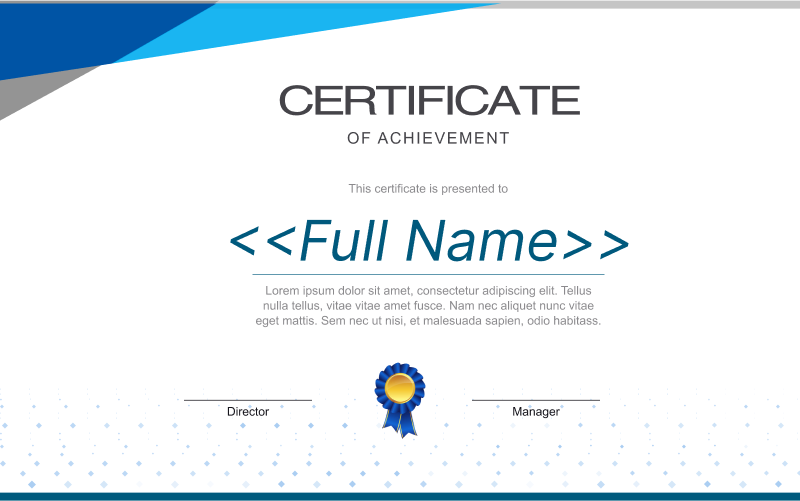 CERTIFICATE
OF ACHIEVEMENT
This certificate is presented to
<<Full Name>>
Lorem ipsum dolor sit amet, consectetur adipiscing elit. Tellus
nulla tellus, vitae vitae amet fusce. Nam nec aliquet nunc vitae
eget mattis. Sem nec ut nisi, et malesuada sapien, odio habitass.
Director
Manager